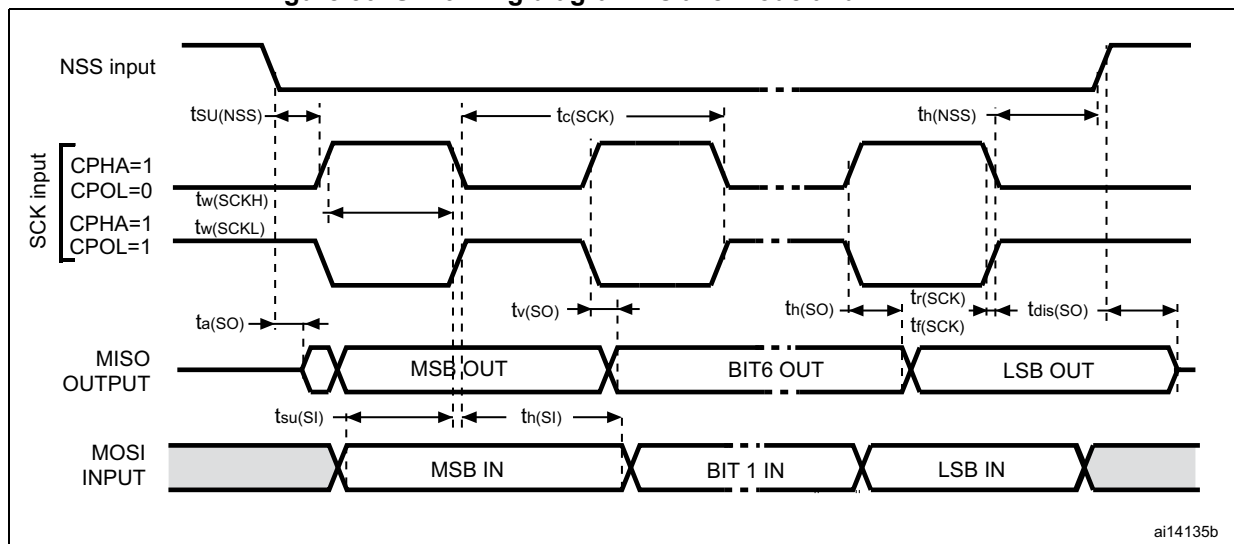 NSS input
tSU(NSS)
tc(SCK)
th(NSS)
SCK input
CPHA=1
CPOL=0
tw(SCKH)
CPHA=1
tw(SCKL)
CPOL=1
ta(SO)
tv(SO)
th(SO)
tr(SCK)
tf(SCK)
tdis(SO)
MISO
OUTPUT
MSB OUT
BIT6 OUT
LSB OUT
tsu(SI)
th(SI)
MOSI
INPUT
MSB IN
BIT 1 IN
LSB IN
ai14135b